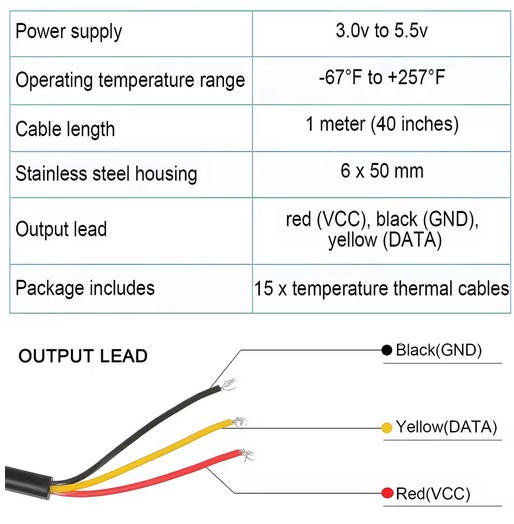 Power supply 3.0v to 5.5v
Operating temperature range -67°F to +257°F
Cable length 1 meter (40 inches)
Stainless steel housing 6 x 50 mm
Output lead red (VCC), black (GND),
yellow (DATA)
Package includes 15 x temperature thermal cables
OUTPUT LEAD
Black(GND)
Yellow(DATA)
Red(VCC)